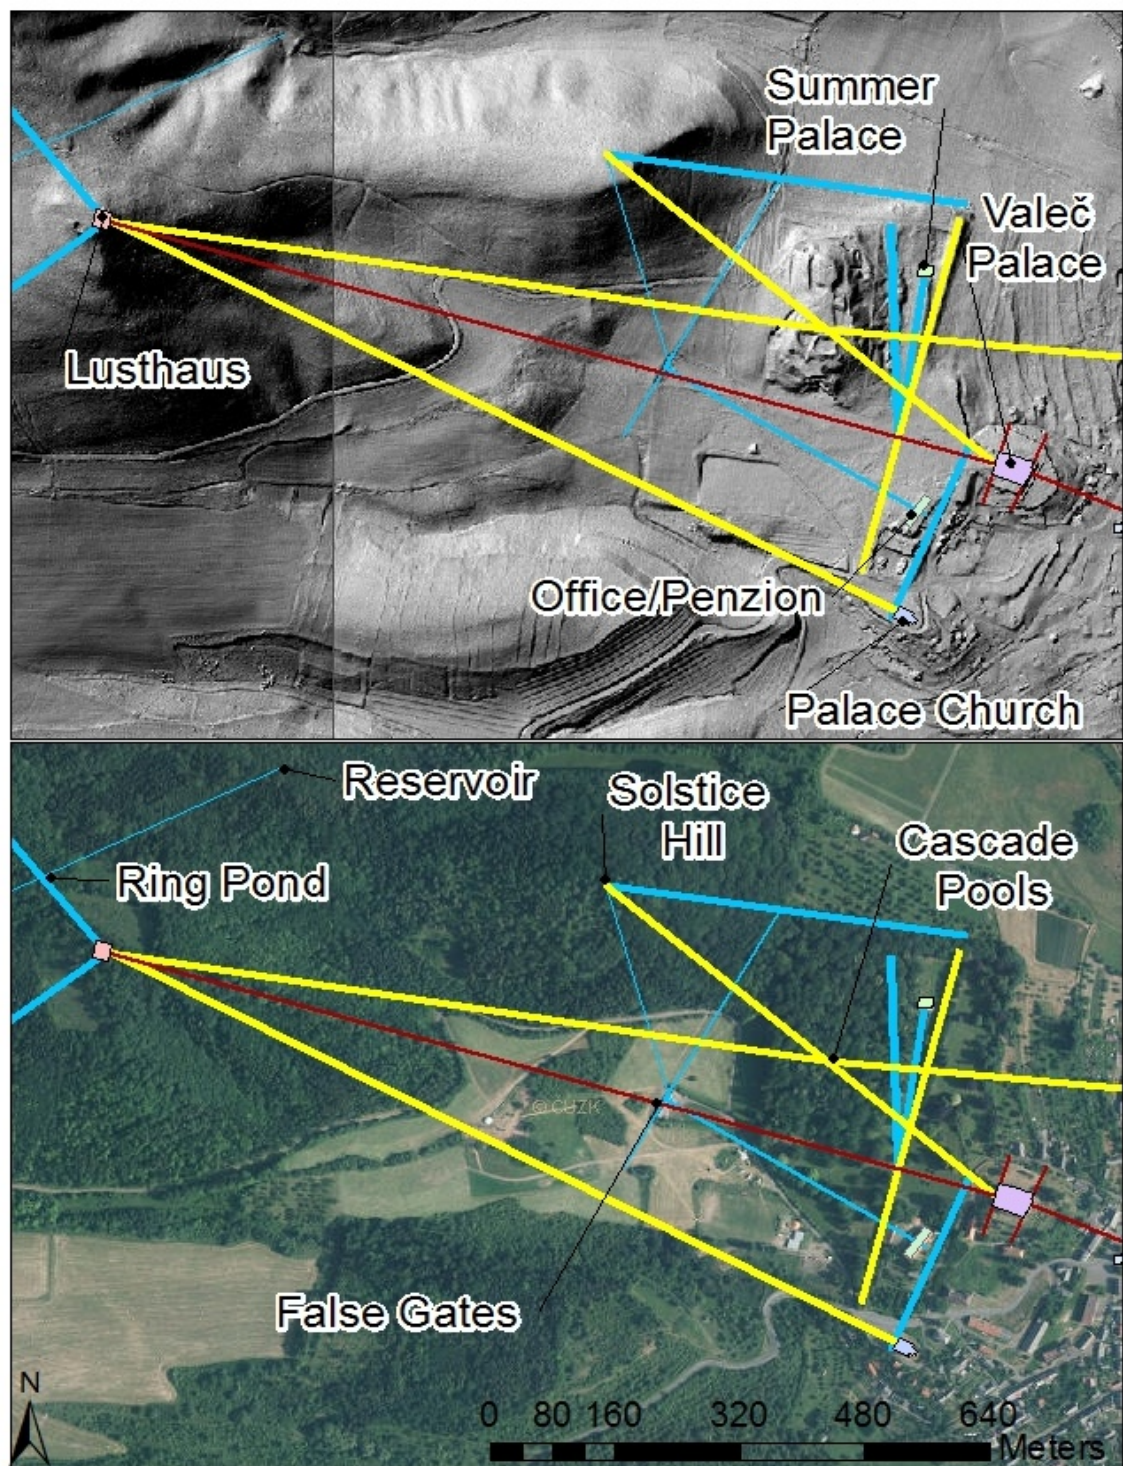 Summer
Palace
Valeč
Palace
Lusthaus
Office/Penzion
Palace Church
Reservoir
Solstice
Hill
Cascade
Pools
Ring Pond
© ČÚZK
False Gates
N
0 80 160 320 480 640
Meters